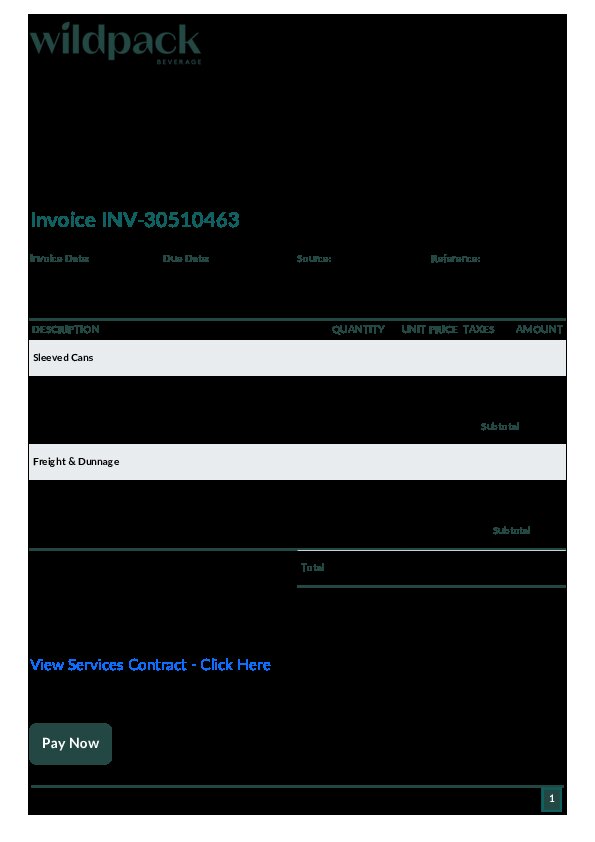 wildpack
BEVERAGE
Invoice INV-30510463
Invoice Date: Due Date: Source: Reference:
DESCRIPTION QUANTITY UNIT PRICE TAXES AMOUNT
Sleeved Cans
Subtotal
Freight & Dunnage
Subtotal
Total
View Services Contract - Click Here
Pay Now
1